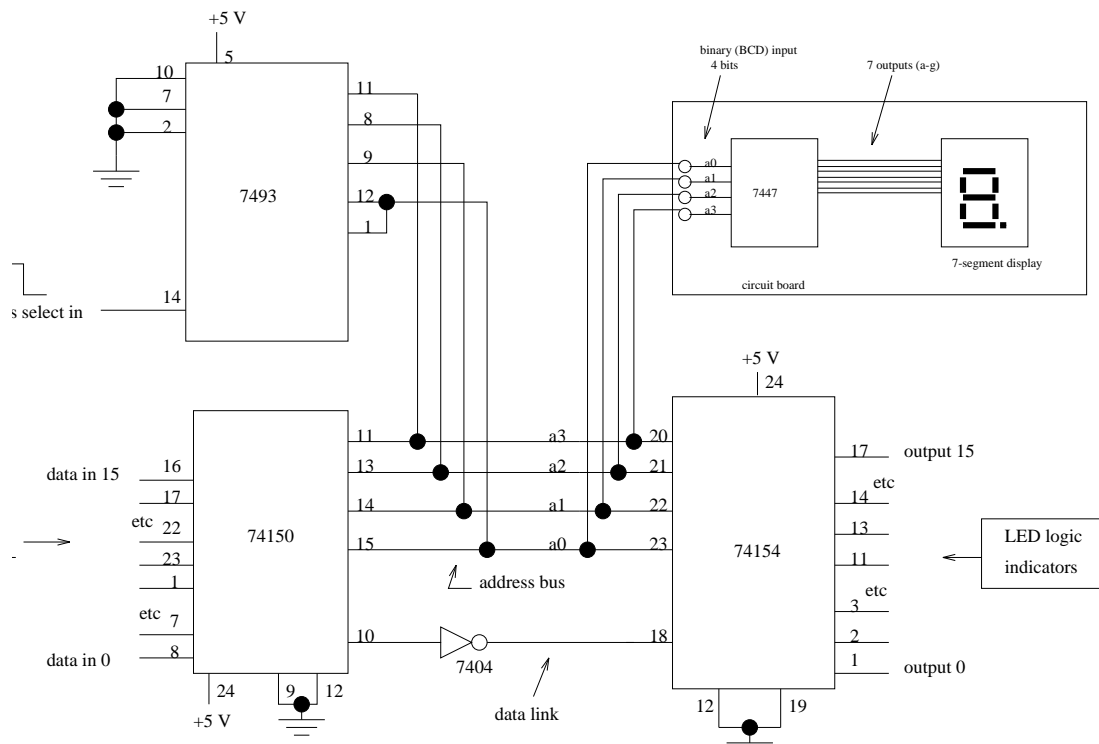 +5 V
5
10
7
2
11
8
9
12
1
7493
14
s select in
binary (BCD) input
4 bits
7 outputs (a-g)
a0
a1
a2
a3
7447
7-segment display
circuit board
+5 V
24
data in 15
16
17
etc
22
23
1
etc
7
data in 0
8
74150
11
13
14
15
10
24
+5 V
9
12
a3
a2
a1
a0
address bus
7404
data link
20
21
22
23
18
74154
12
19
17
output 15
14
etc
13
11
etc
3
2
1
output 0
LED logic
indicators